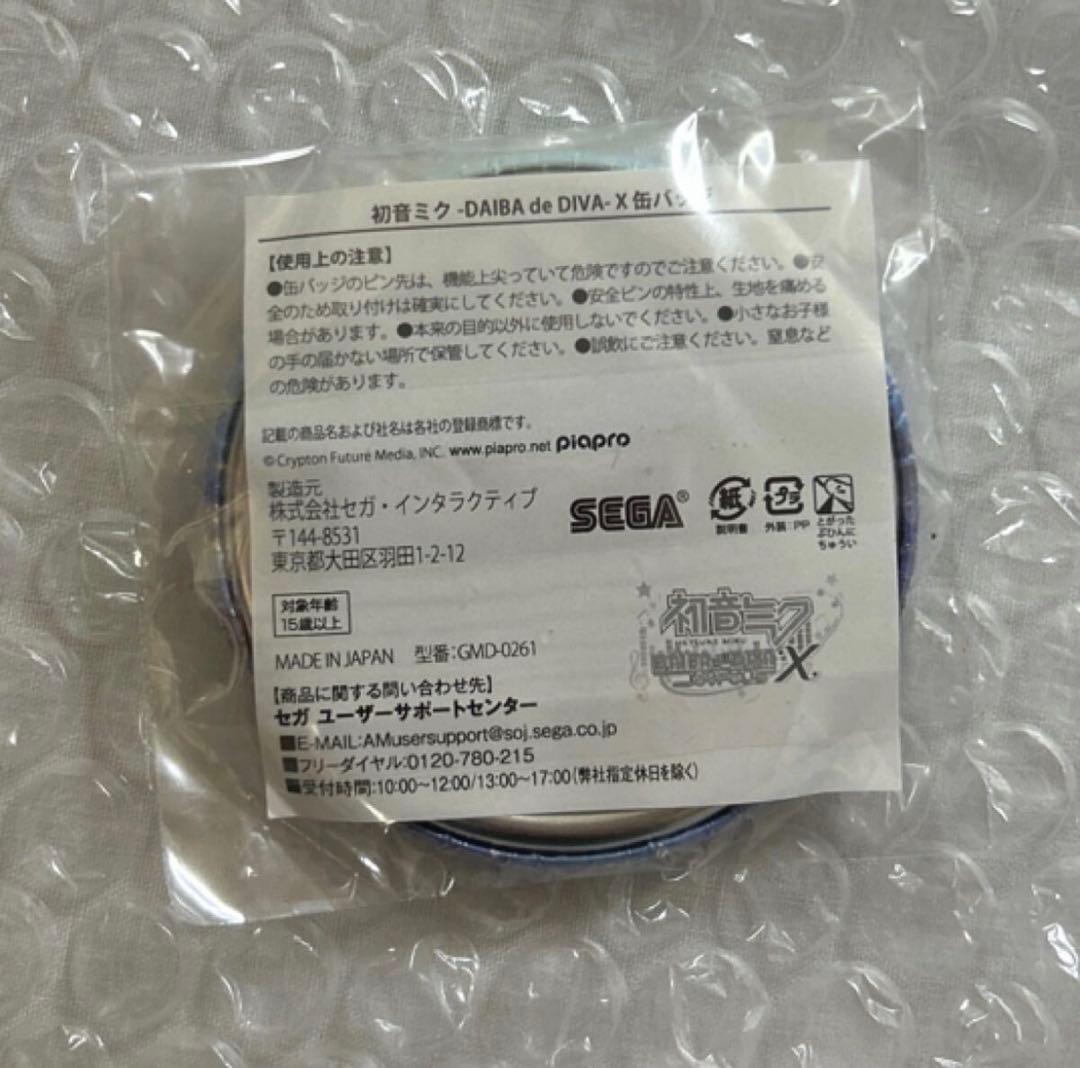 初音ミク -DAIBA de DIVA- X 缶バッヂ
【使用上の注意】
●缶バッジのピン先は、機能上尖っていて危険ですのでご注意ください。●安
全のため取り付けは確実にしてください。●安全ピンの特性上、生地を痛める
場合があります。●本来の目的以外に使用しないでください。●小さなお子様
の手の届かない場所で保管してください。●誤飲にご注意ください。窒息など
の危険があります。
記載の商品名および社名は各社の登録商標です。
©Crypton Future Media, INC. www.piapro.net piapro
製造元
株式会社セガ・インタラクティブ
〒144-8531
東京都大田区羽田1-2-12
SEGA®
紙
説明書
プラ
外装:PP
とがった
ぶひんに
ちゅうい
対象年齢
15歳以上
初音ミク
HATSUNE MIKU
X
MADE IN JAPAN 型番:GMD-0261
【商品に関する問い合わせ先】
セガ ユーザーサポートセンター
■E-MAIL:AMusersupport@soj.sega.co.jp
■フリーダイヤル:0120-780-215
■受付時間:10:00~12:00/13:00~17:00(弊社指定休日を除く)